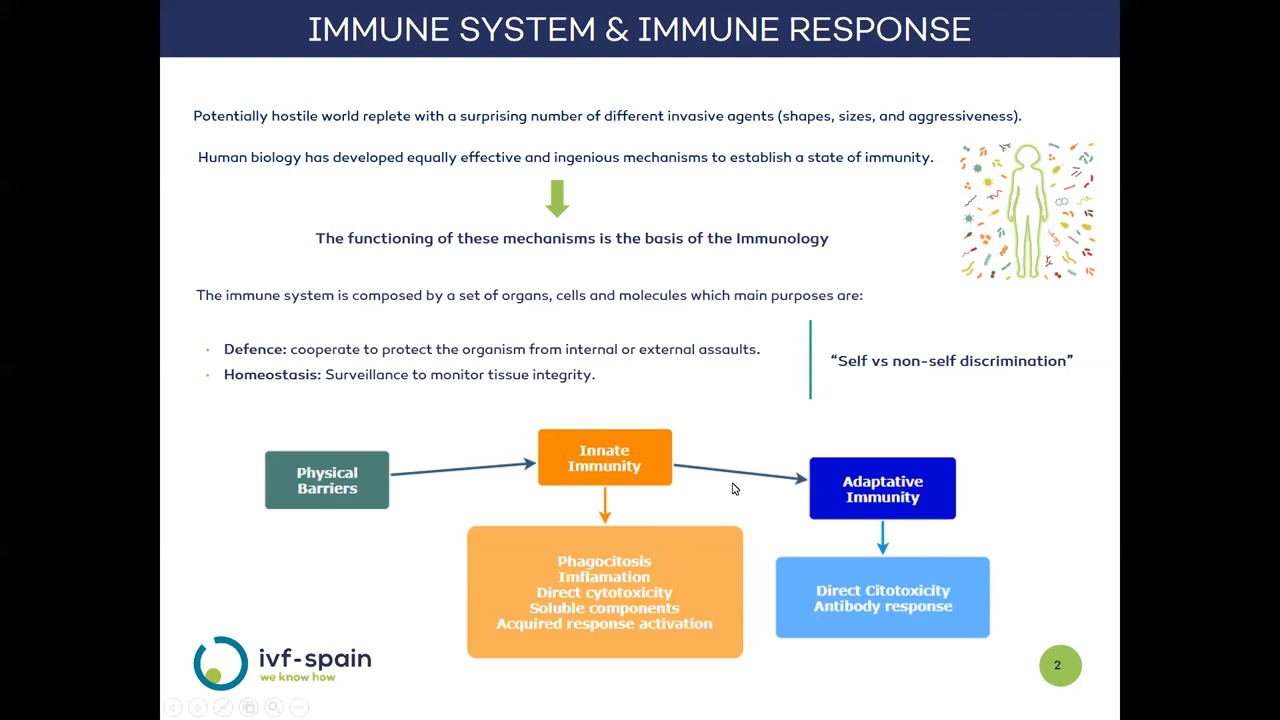 IMMUNE SYSTEM & IMMUNE RESPONSE
Potentially hostile world replete with a surprising number of different invasive agents (shapes, sizes, and aggressiveness).
Human biology has developed equally effective and ingenious mechanisms to establish a state of immunity.
The functioning of these mechanisms is the basis of the Immunology
The immune system is composed by a set of organs, cells and molecules which main purposes are:
• Defence: cooperate to protect the organism from internal or external assaults.
• Homeostasis: Surveillance to monitor tissue integrity.
“Self vs non-self discrimination”
Physical
Barriers
Innate
Immunity
Adaptative
Immunity
Phagocitosis
Imflamation
Direct cytotoxicity
Soluble components
Acquired response activation
Direct Citotoxicity
Antibody response
ivf-spain
we know how
2